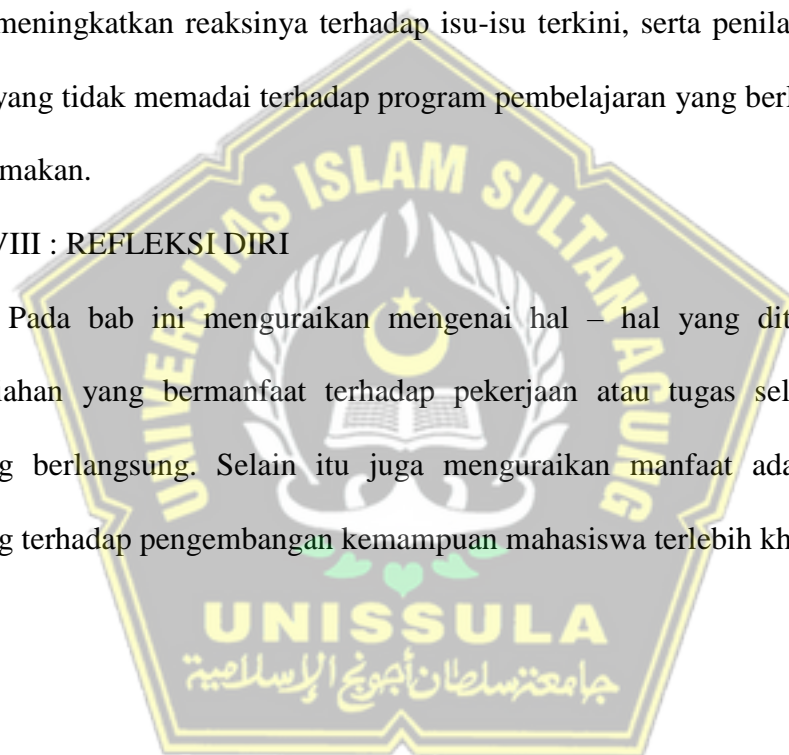 meningkatkan reaksinya terhadap isu-isu terkini, serta penila
yang tidak memadai terhadap program pembelajaran yang berl
makan.
VIII : REFLEKSI DIRI
Pada bab ini menguraikan mengenai hal – hal yang dit
ahan yang bermanfaat terhadap pekerjaan atau tugas sel
g berlangsung. Selain itu juga menguraikan manfaat ada
g terhadap pengembangan kemampuan mahasiswa terlebih kh
UNIVERSITAS ISLAM SULTAN AGUNG
UNISSULA
جامعتنسلطان أجونج الإسلامية